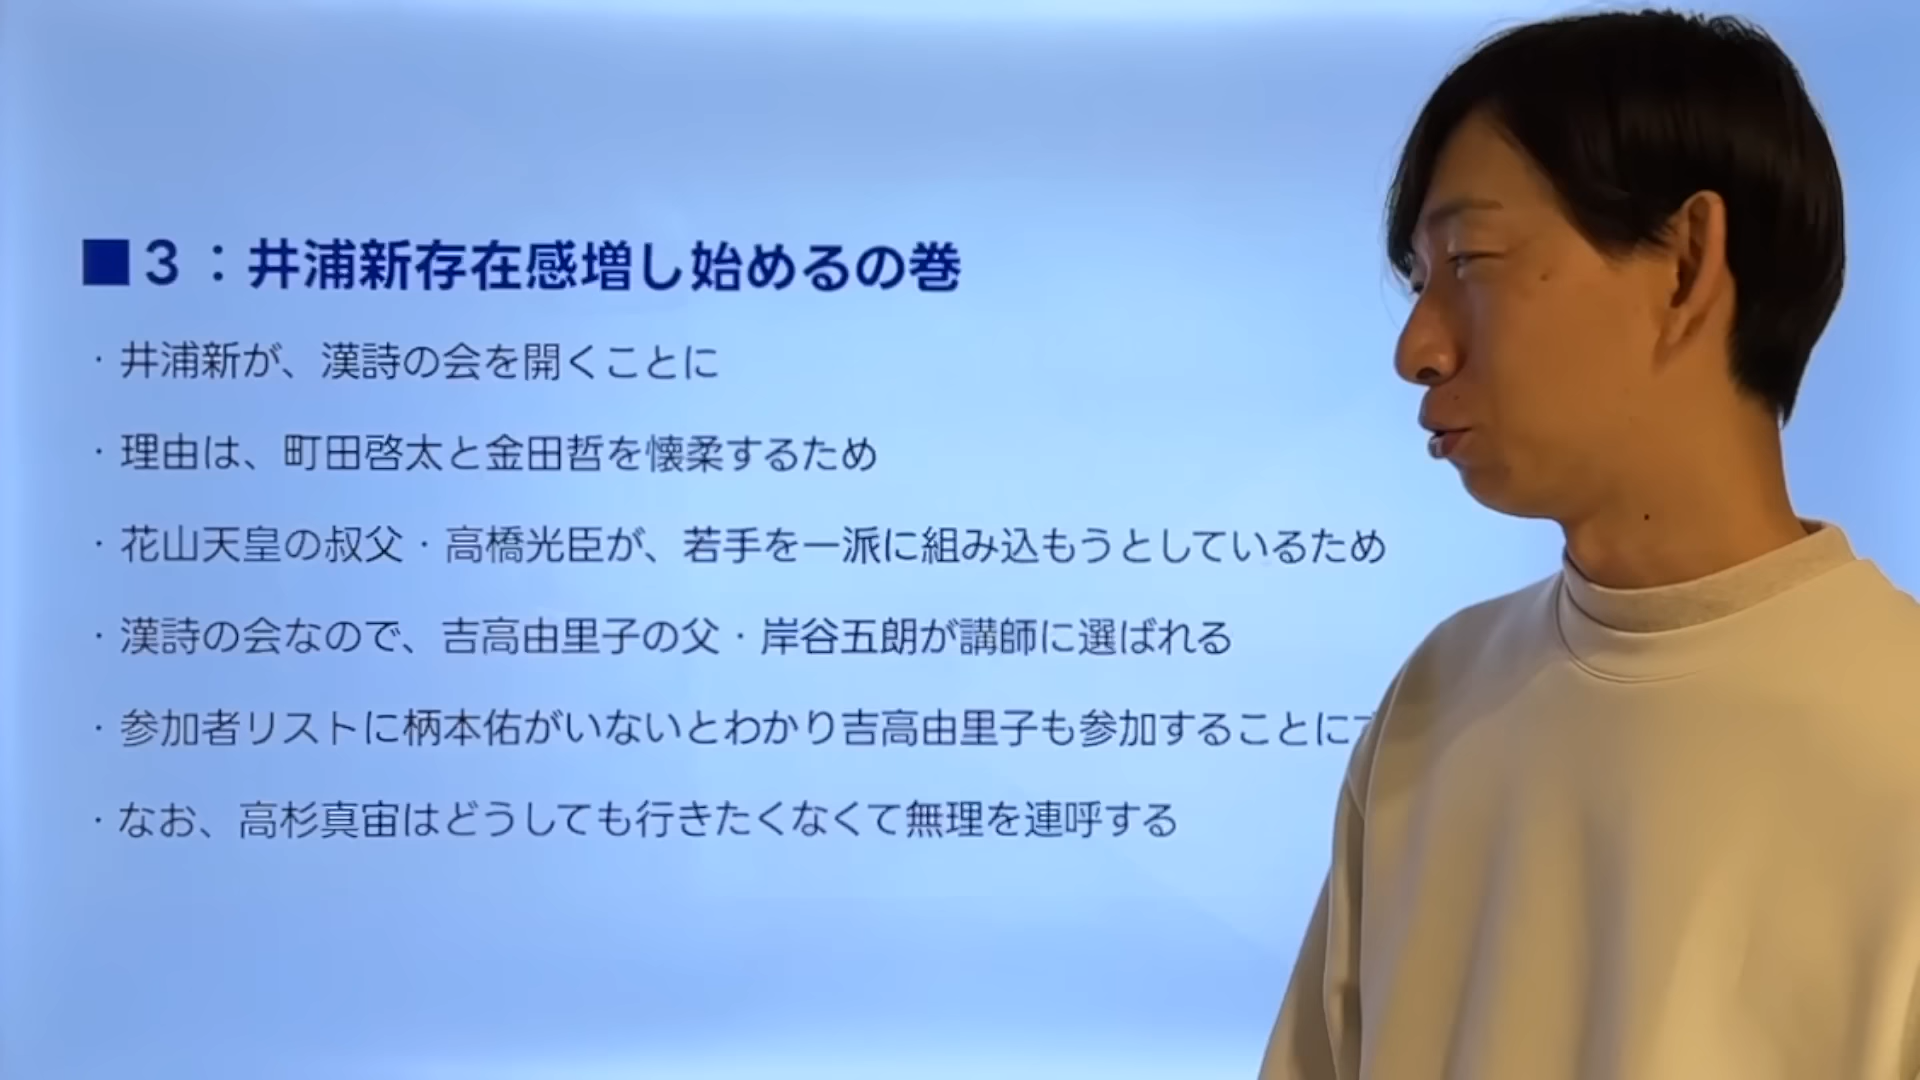 ■3：井浦新存在感増し始めるの巻
・井浦新が、漢詩の会を開くことに
・理由は、町田啓太と金田哲を懐柔するため
・花山天皇の叔父・高橋光臣が、若手を一派に組み込もうとしているため
・漢詩の会なので、吉高由里子の父・岸谷五朗が講師に選ばれる
・参加者リストに柄本佑がいないとわかり吉高由里子も参加することに
・なお、高杉真宙はどうしても行きたくなくて無理を連呼する